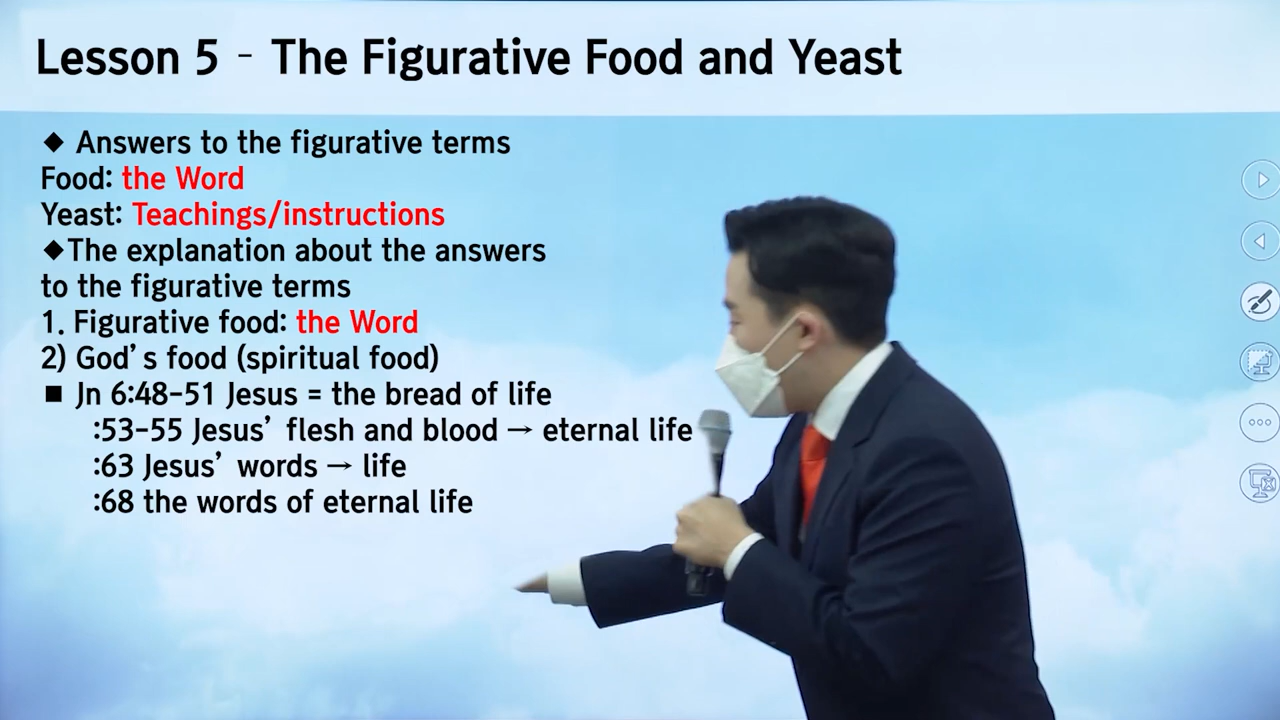 Lesson 5 - The Figurative Food and Yeast
◆ Answers to the figurative terms
Food: the Word
Yeast: Teachings/instructions
◆The explanation about the answers
to the figurative terms
1. Figurative food: the Word
2) God’s food (spiritual food)
■ Jn 6:48-51 Jesus = the bread of life
:53-55 Jesus’ flesh and blood → eternal life
:63 Jesus’ words → life
:68 the words of eternal life